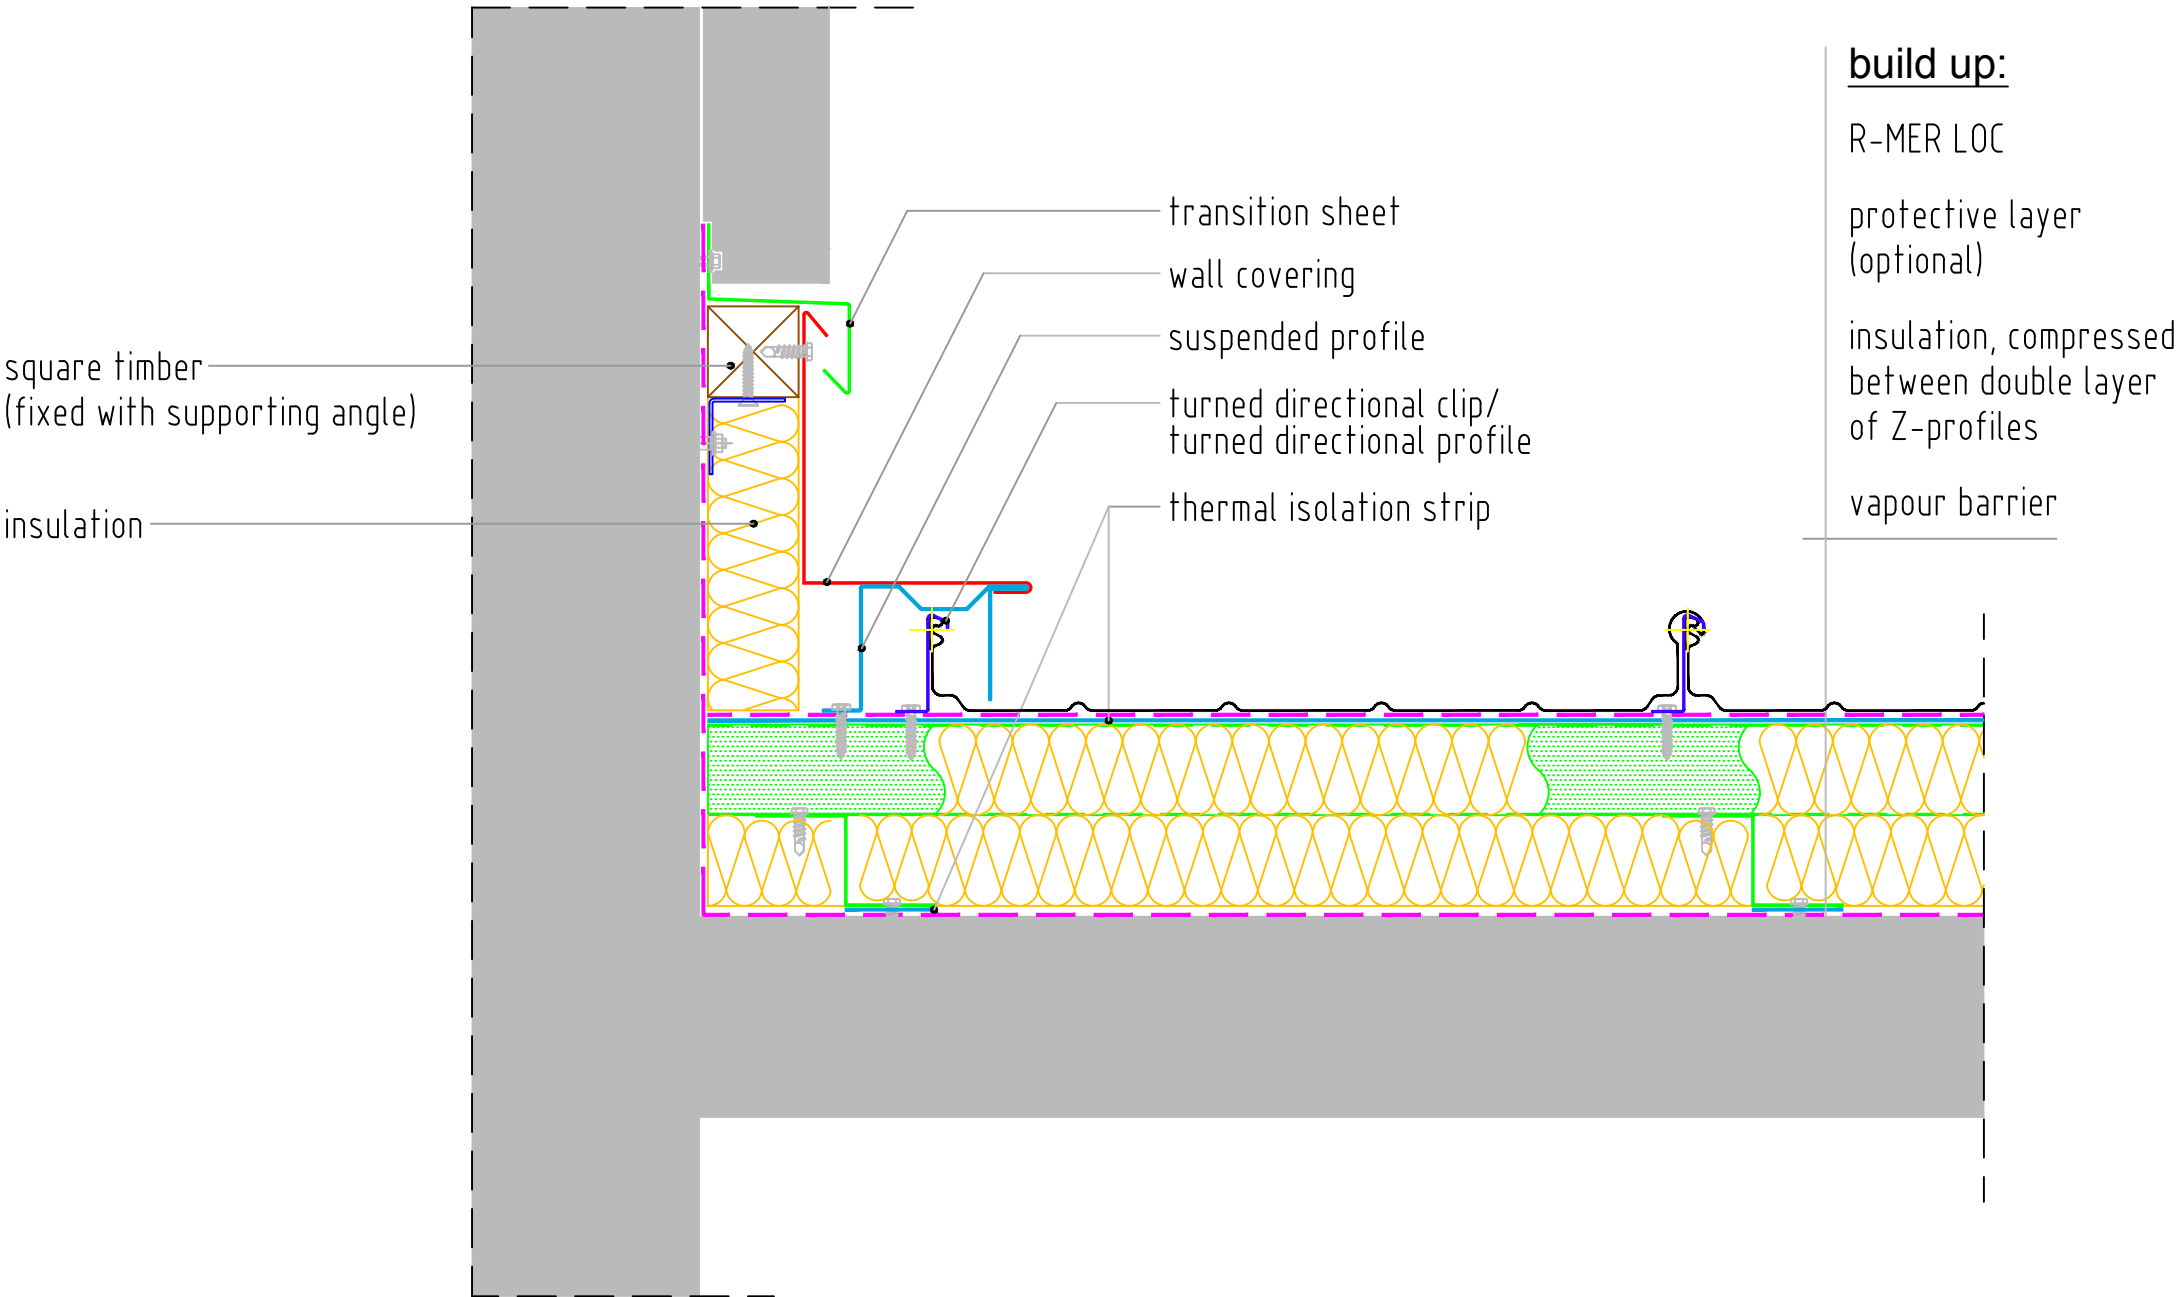 build up:
R-MER LOC
protective layer
(optional)
insulation, compressed
between double layer
of Z-profiles
vapour barrier
transition sheet
wall covering
suspended profile
turned directional clip/
turned directional profile
thermal isolation strip
square timber
(fixed with supporting angle)
insulation